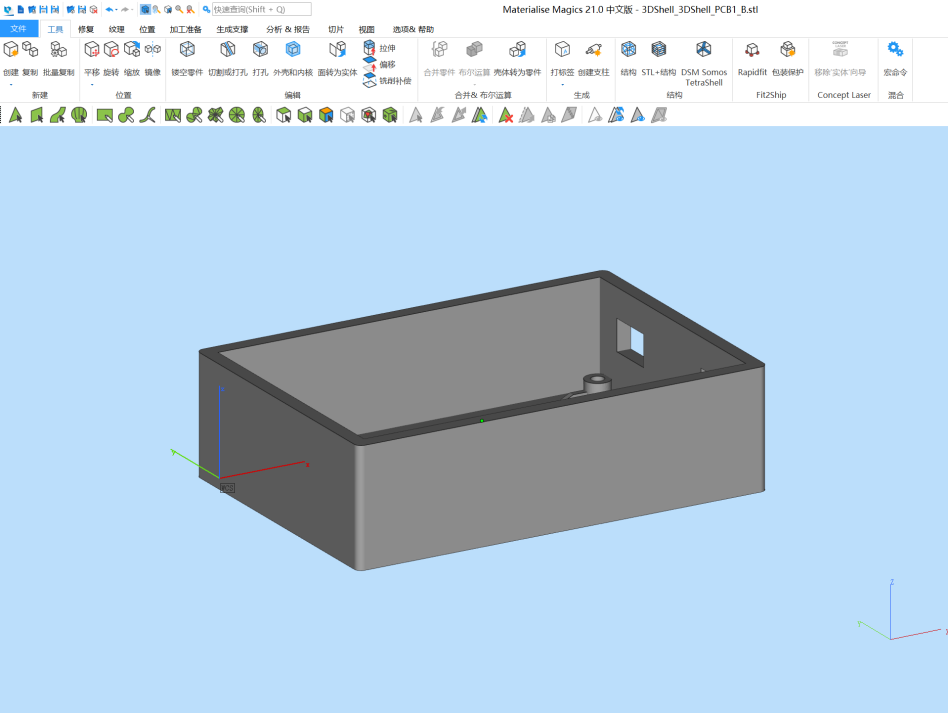 快速查询(Shift + Q)
Materialise Magics 21.0 中文版 - 3DShell_3DShell_PCB1_B.stl
文件 工具 修复 纹理 位置 加工准备 生成支撑 分析 & 报告 切片 视图 选项& 帮助
创建 复制 批量复制 平移 旋转 缩放 镜像 镂空零件 切割或打孔 打孔 外壳和内核 面转为实体 拉伸 偏移 铣削补偿 合并零件 布尔运算 壳体转为零件 打标签 创建支柱 结构 STL+结构 DSM Somos TetraShell Rapidfit 包装保护 移除'实体'向导 宏命令
新建 位置 编辑 合并& 布尔运算 生成 结构 Fit2Ship Concept Laser 混合
Z
Y
X
WCS
Z
Y
X